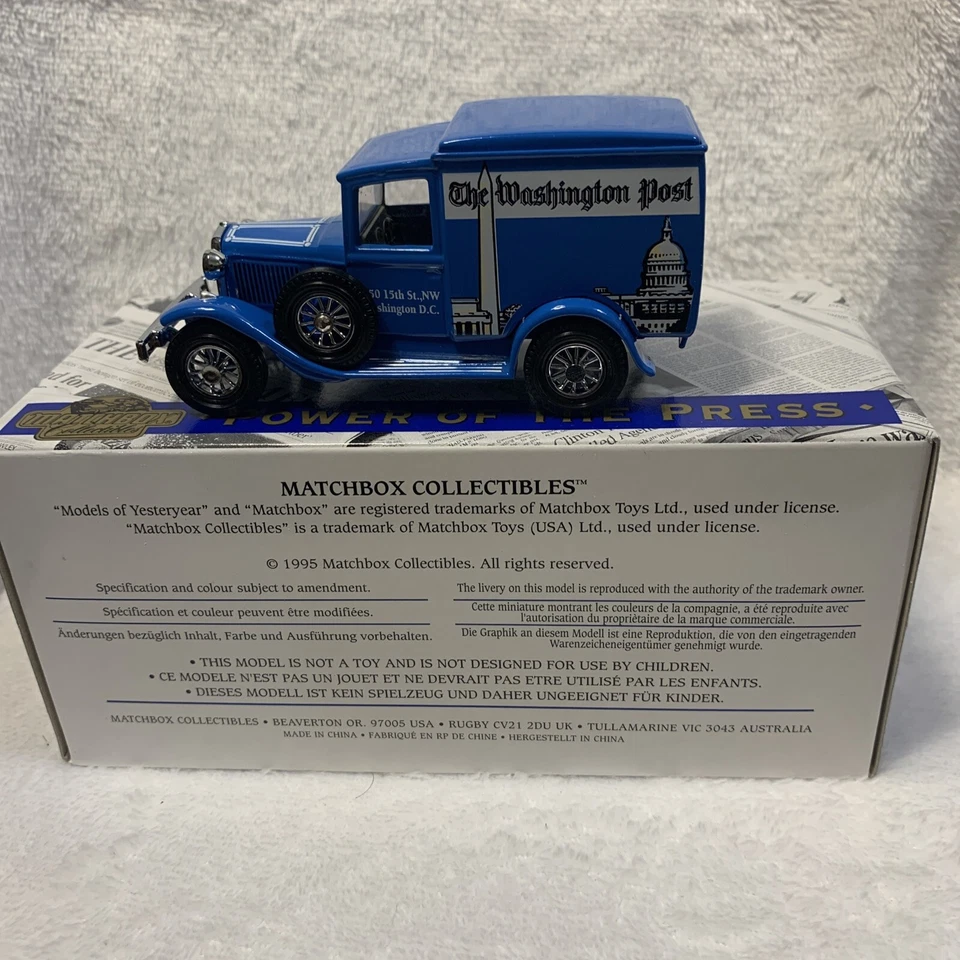 The Washington Post
50 15th St.,NW
shington D.C.
THE
d for
POWER OF THE PRESS
Clinton
ed Agen
MATCHBOX COLLECTIBLES™
“Models of Yesteryear” and “Matchbox” are registered trademarks of Matchbox Toys Ltd., used under license.
“Matchbox Collectibles” is a trademark of Matchbox Toys (USA) Ltd., used under license.
© 1995 Matchbox Collectibles. All rights reserved.
Specification and colour subject to amendment.
Spécification et couleur peuvent être modifiées.
Änderungen bezüglich Inhalt, Farbe und Ausführung vorbehalten.
The livery on this model is reproduced with the authority of the trademark owner.
Cette miniature montrant les couleurs de la compagnie, a été reproduite avec
l'autorisation du propriétaire de la marque commerciale.
Die Graphik an diesem Modell ist eine Reproduktion, die von den eingetragenden
Warenzeicheneigentümer genehmigt wurde.
• THIS MODEL IS NOT A TOY AND IS NOT DESIGNED FOR USE BY CHILDREN.
• CE MODELE N'EST PAS UN JOUET ET NE DEVRAIT PAS ETRE UTILISÉ PAR LES ENFANTS.
• DIESES MODELL IST KEIN SPIELZEUG UND DAHER UNGEEIGNET FÜR KINDER.
MATCHBOX COLLECTIBLES • BEAVERTON OR. 97005 USA • RUGBY CV21 2DU UK • TULLAMARINE VIC 3043 AUSTRALIA
MADE IN CHINA • FABRIQUÉ EN RP DE CHINE • HERGESTELLT IN CHINA